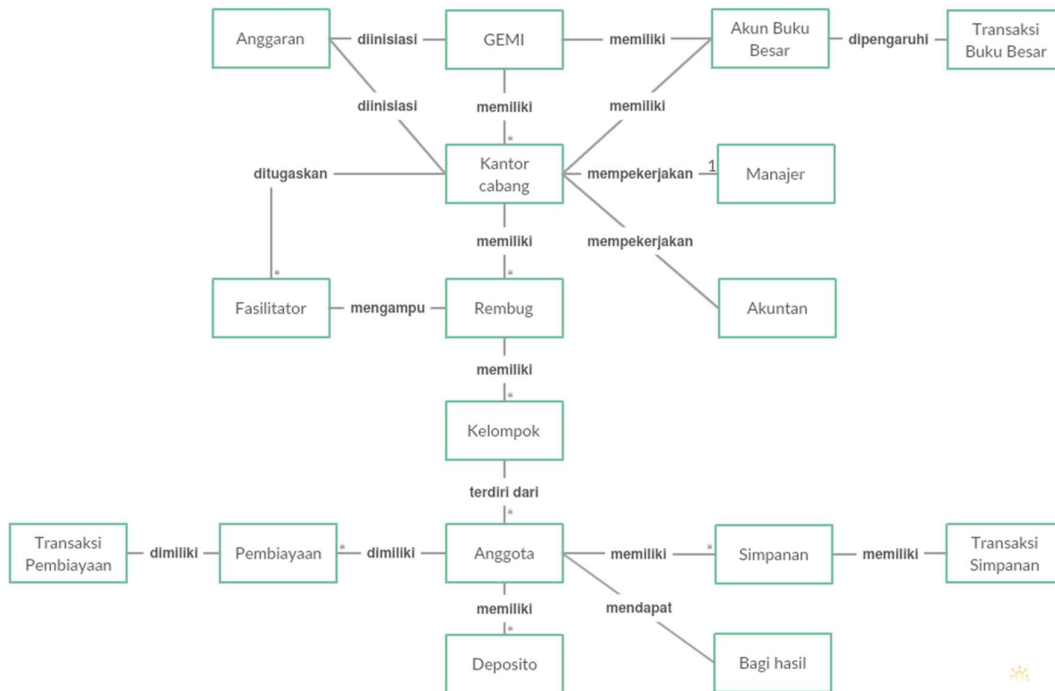 Anggaran
diinisiasi
GEMI
memiliki
Akun Buku
Besar
dipengaruhi
Transaksi
Buku Besar
diinisiasi
memiliki
memiliki
*
ditugaskan
Kantor
cabang
mempekerjakan
1
Manajer
memiliki
mempekerjakan
*
*
Fasilitator
mengampu
Rembug
Akuntan
memiliki
*
Kelompok
terdiri dari
*
Transaksi
Pembiayaan
dimiliki
Pembiayaan
*
dimiliki
Anggota
memiliki
*
Simpanan
memiliki
Transaksi
Simpanan
memiliki
mendapat
*
Deposito
Bagi hasil